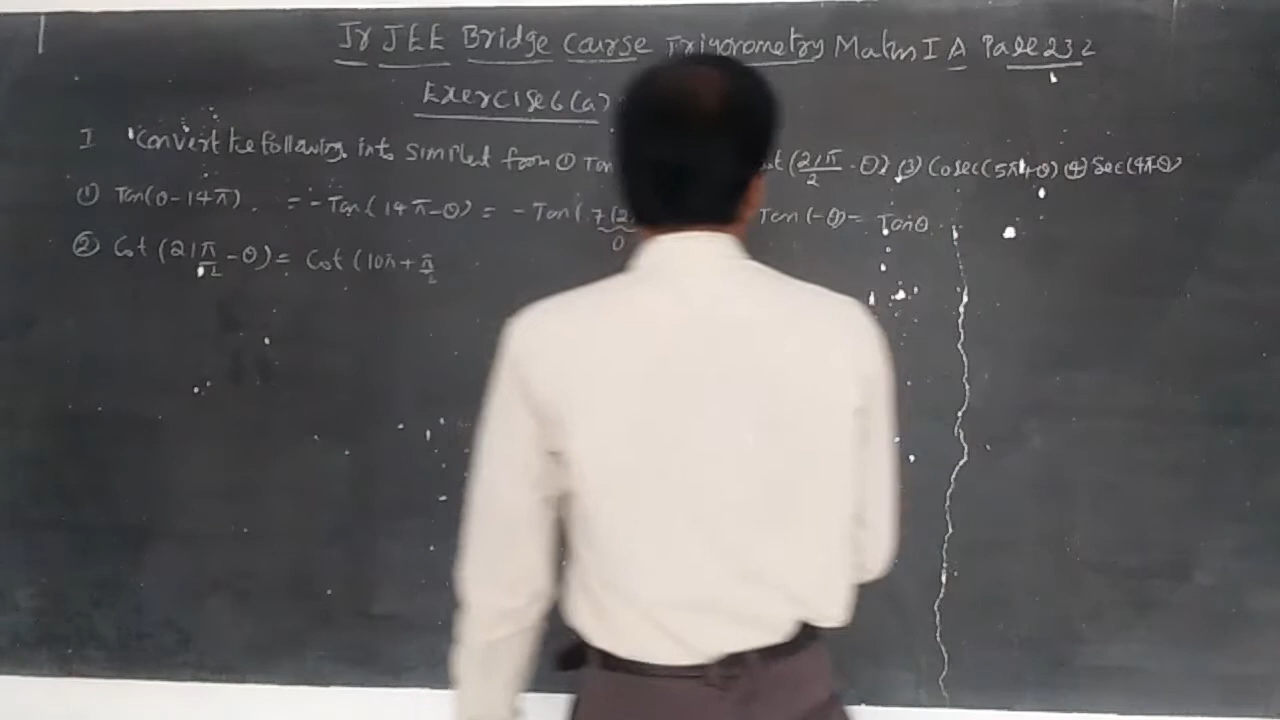 Jr JEE Bridge Course Trigonometry Maths I A Page 232
Exercise 6(a)
I Convert the following into simplest form ① Tan (21π/2 - θ) (3) Cosec(5π+θ) ④ Sec(4π-θ)
① Tan(θ-14π) = -Tan(14π-θ) = -Tan(7(2 Tan(-θ) = Tanθ
0
② Cot (21π/2 - θ) = Cot (10π + π/2